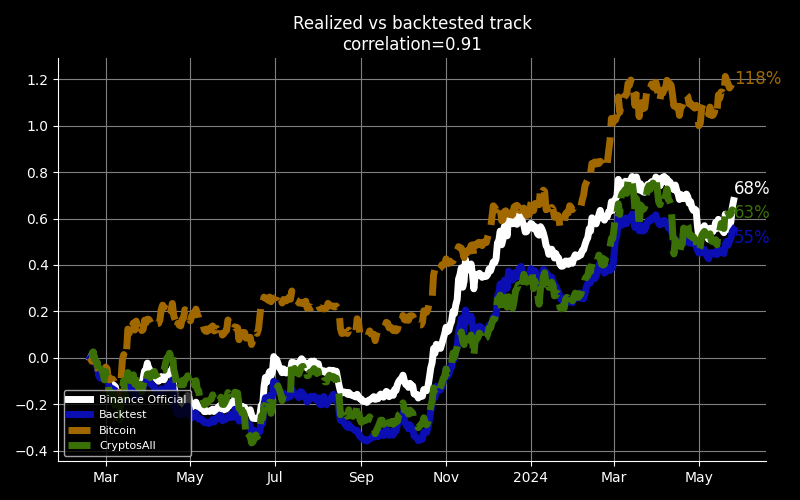 Realized vs backtested track
correlation=0.91
1.2
1.0
0.8
0.6
0.4
0.2
0.0
−0.2
−0.4
118%
68%
63%
55%
Binance Official
Backtest
Bitcoin
CryptosAll
Mar
May
Jul
Sep
Nov
2024
Mar
May